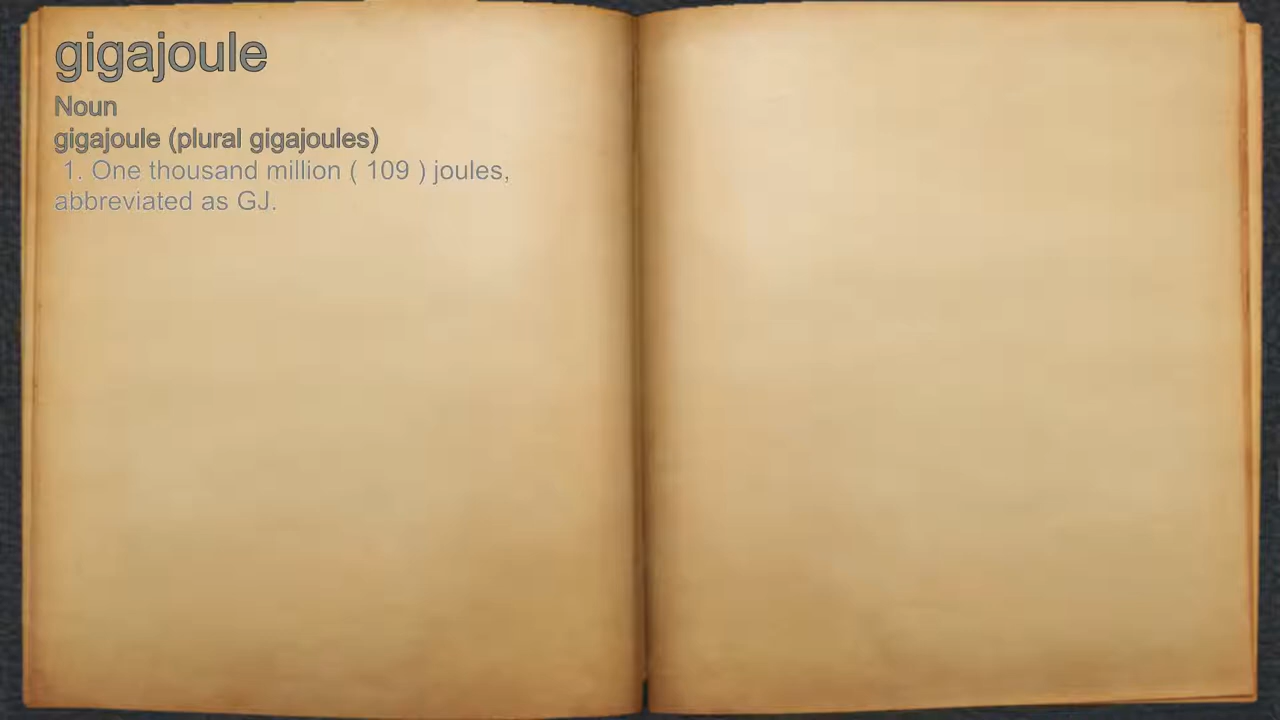 gigajoule
Noun
gigajoule (plural gigajoules)
1. One thousand million ( 109 ) joules,
abbreviated as GJ.